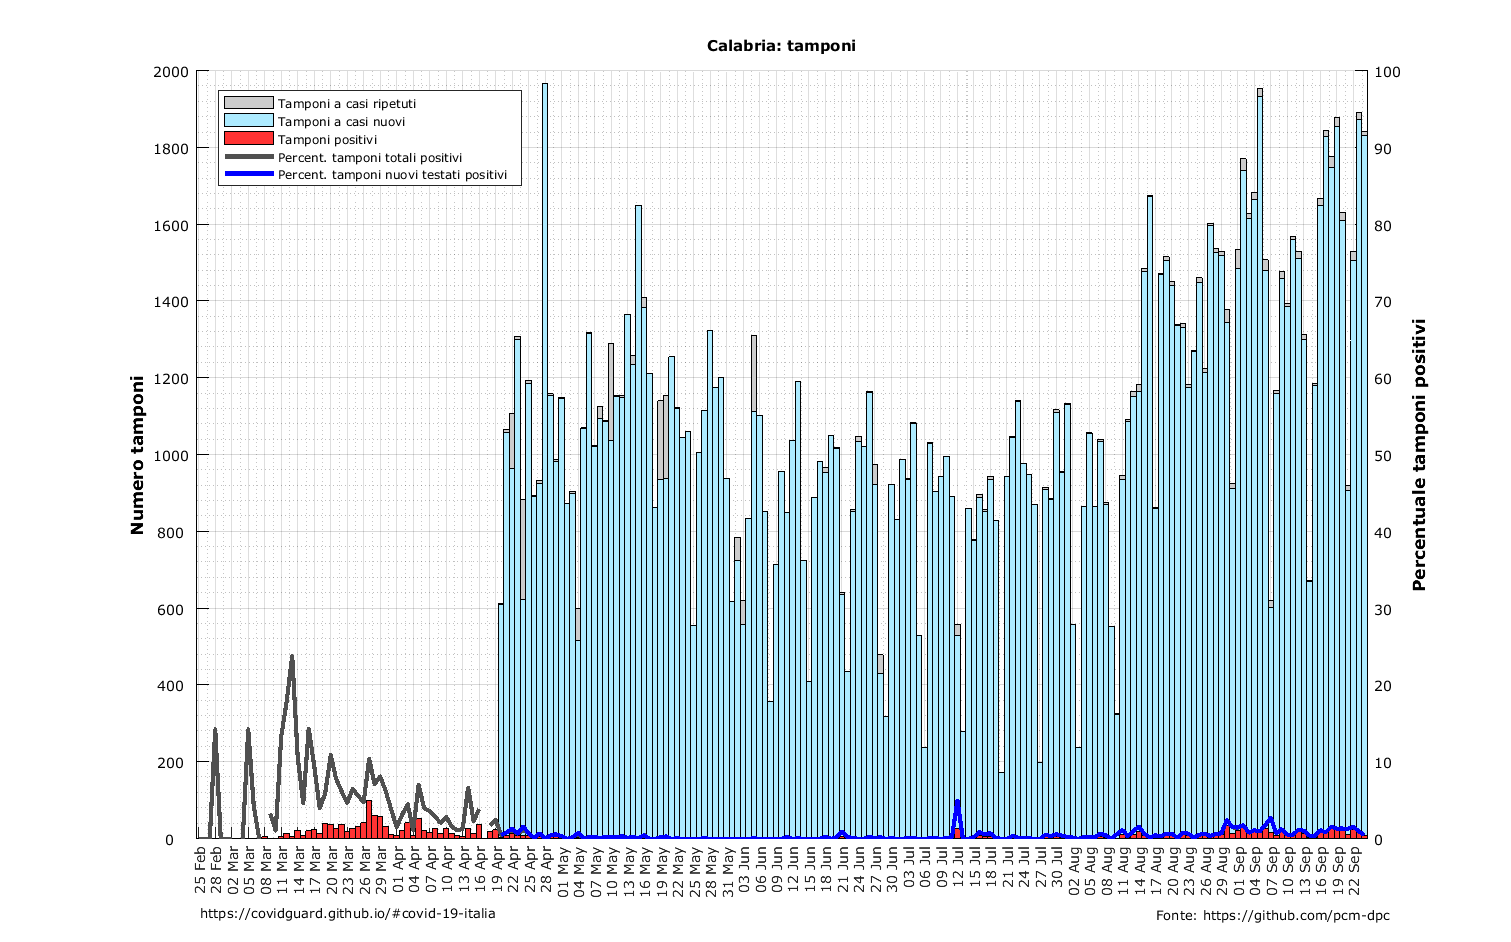 Calabria: tamponi
Tamponi a casi ripetuti
Tamponi a casi nuovi
Tamponi positivi
Percent. tamponi totali positivi
Percent. tamponi nuovi testati positivi
Numero tamponi
2000
1800
1600
1400
1200
1000
800
600
400
200
0
Percentuale tamponi positivi
100
90
80
70
60
50
40
30
20
10
0
25 Feb
28 Feb
02 Mar
05 Mar
08 Mar
11 Mar
14 Mar
17 Mar
20 Mar
23 Mar
26 Mar
29 Mar
01 Apr
04 Apr
07 Apr
10 Apr
13 Apr
16 Apr
19 Apr
22 Apr
25 Apr
28 Apr
01 May
04 May
07 May
10 May
13 May
16 May
19 May
22 May
25 May
28 May
31 May
03 Jun
06 Jun
09 Jun
12 Jun
15 Jun
18 Jun
21 Jun
24 Jun
27 Jun
30 Jun
03 Jul
06 Jul
09 Jul
12 Jul
15 Jul
18 Jul
21 Jul
24 Jul
27 Jul
30 Jul
02 Aug
05 Aug
08 Aug
11 Aug
14 Aug
17 Aug
20 Aug
23 Aug
26 Aug
29 Aug
01 Sep
04 Sep
07 Sep
10 Sep
13 Sep
16 Sep
19 Sep
22 Sep
https://covidguard.github.io/#covid-19-italia
Fonte: https://github.com/pcm-dpc